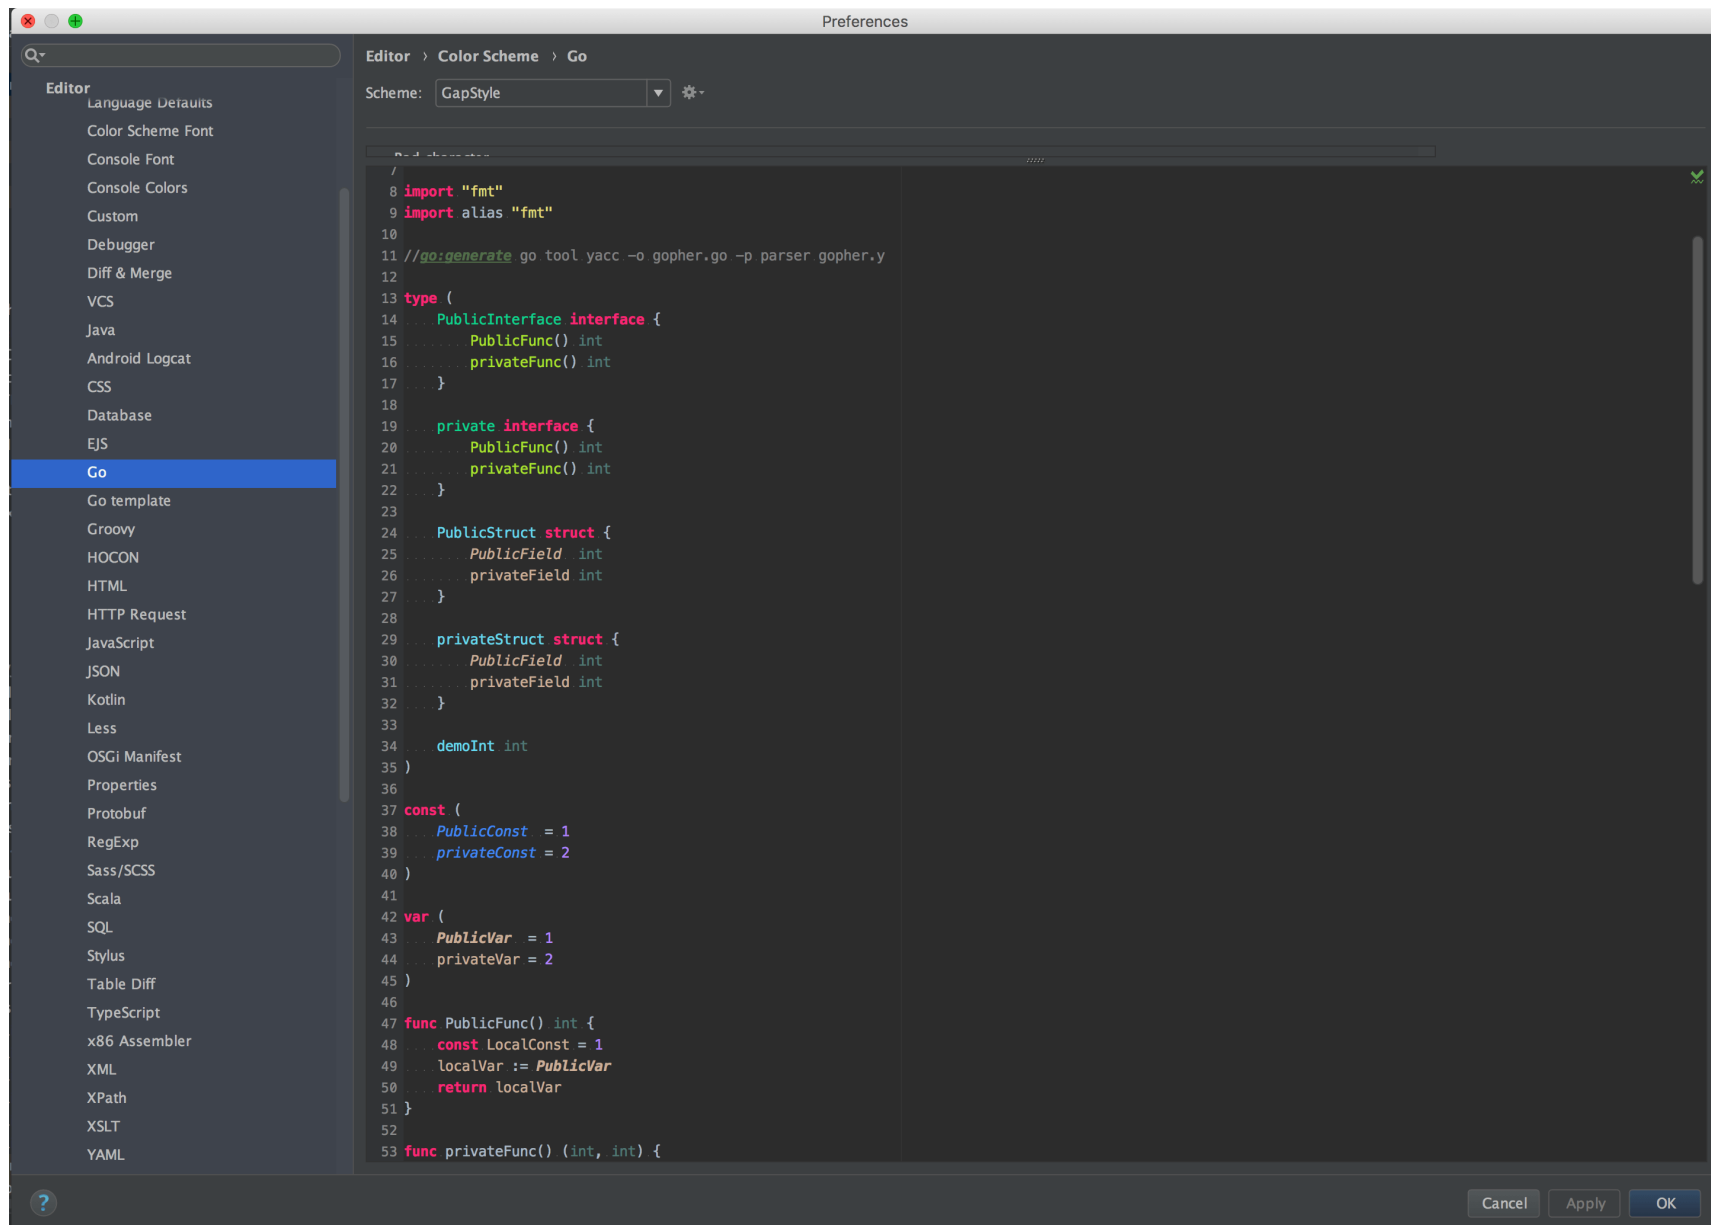 Preferences
Editor
Language Defaults
Color Scheme Font
Console Font
Console Colors
Custom
Debugger
Diff & Merge
VCS
Java
Android Logcat
CSS
Database
EJS
Go
Go template
Groovy
HOCON
HTML
HTTP Request
JavaScript
JSON
Kotlin
Less
OSGi Manifest
Properties
Protobuf
RegExp
Sass/SCSS
Scala
SQL
Stylus
Table Diff
TypeScript
x86 Assembler
XML
XPath
XSLT
YAML
Editor › Color Scheme › Go
Scheme: GapStyle
Bad character
7
8 import "fmt"
9 import alias "fmt"
10
11 //go:generate go tool yacc -o gopher.go -p parser gopher.y
12
13 type (
14     PublicInterface interface {
15         PublicFunc() int
16         privateFunc() int
17     }
18
19     private interface {
20         PublicFunc() int
21         privateFunc() int
22     }
23
24     PublicStruct struct {
25         PublicField  int
26         privateField int
27     }
28
29     privateStruct struct {
30         PublicField  int
31         privateField int
32     }
33
34     demoInt int
35 )
36
37 const (
38     PublicConst  = 1
39     privateConst = 2
40 )
41
42 var (
43     PublicVar  = 1
44     privateVar = 2
45 )
46
47 func PublicFunc() int {
48     const LocalConst = 1
49     localVar := PublicVar
50     return localVar
51 }
52
53 func privateFunc() (int, int) {
?
Cancel
Apply
OK